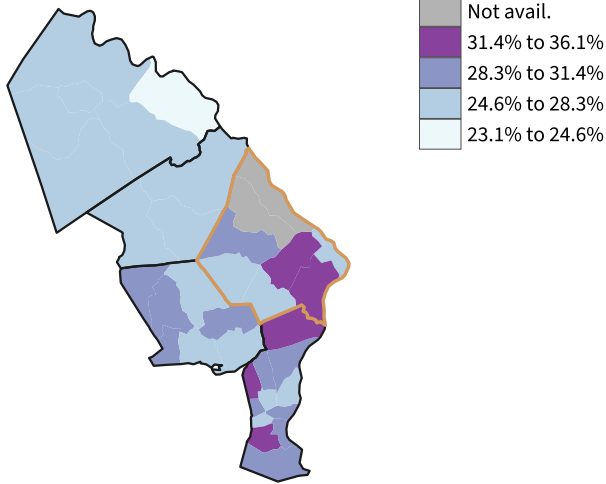 Not avail.
31.4% to 36.1%
28.3% to 31.4%
24.6% to 28.3%
23.1% to 24.6%